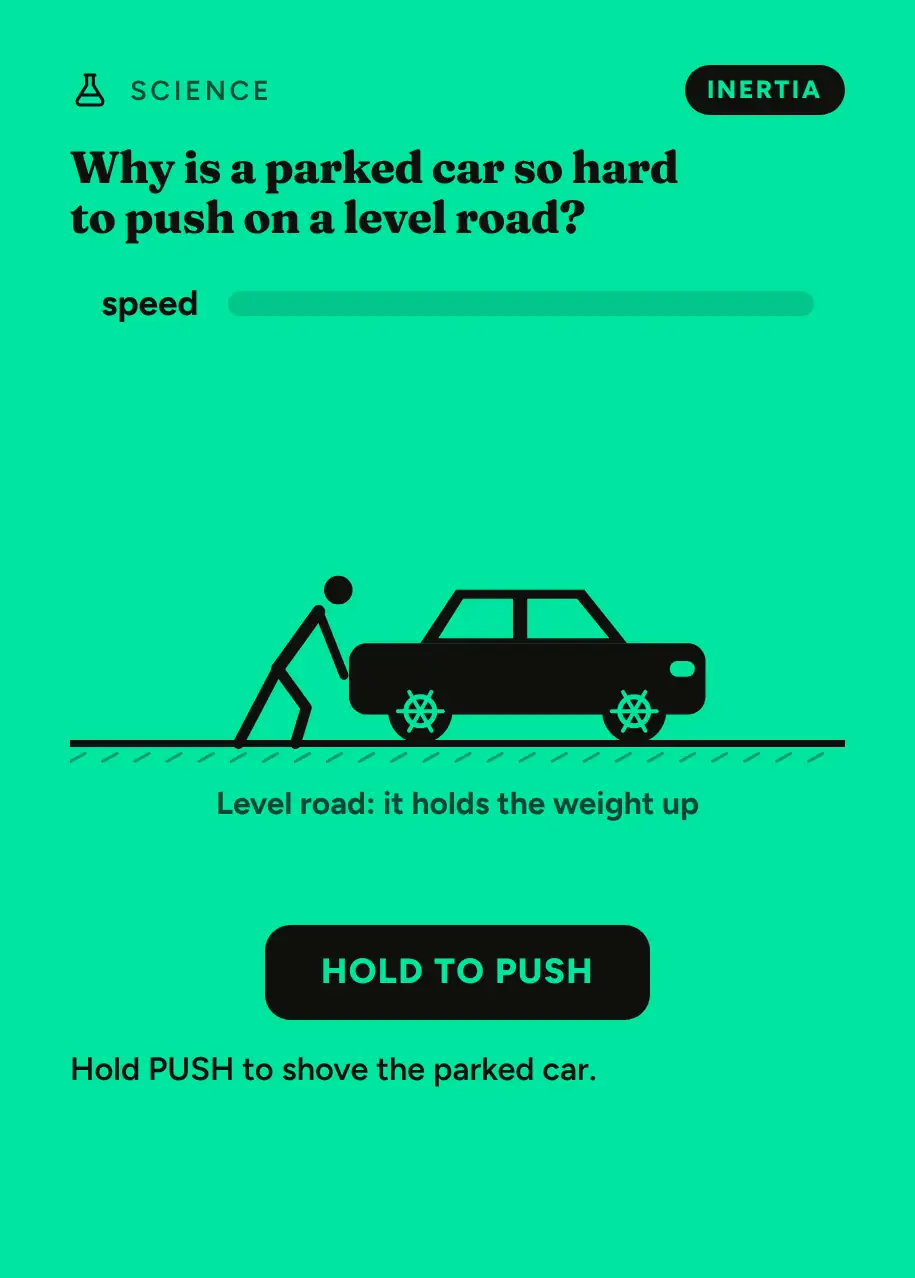 SCIENCE
INERTIA
Why is a parked car so hard
to push on a level road?
speed
Level road: it holds the weight up
HOLD TO PUSH
Hold PUSH to shove the parked car.